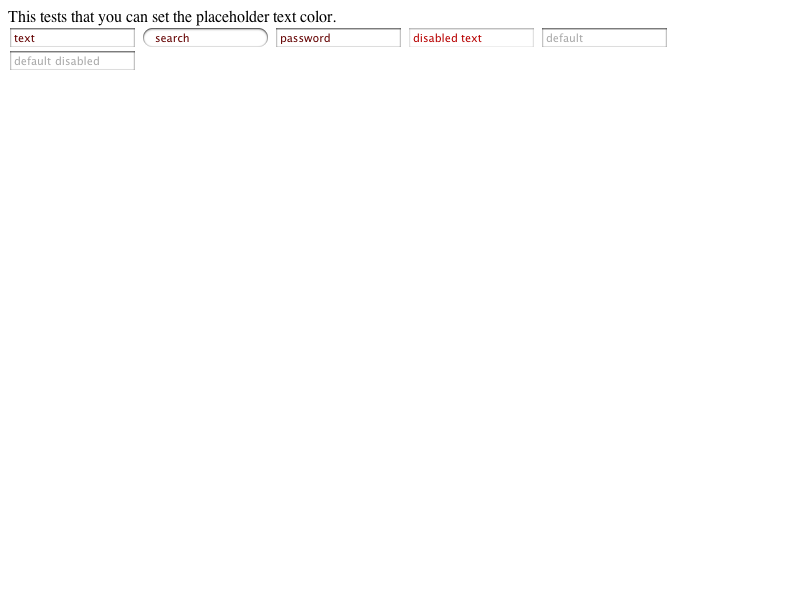 This tests that you can set the placeholder text color.
text search password disabled text default
default disabled